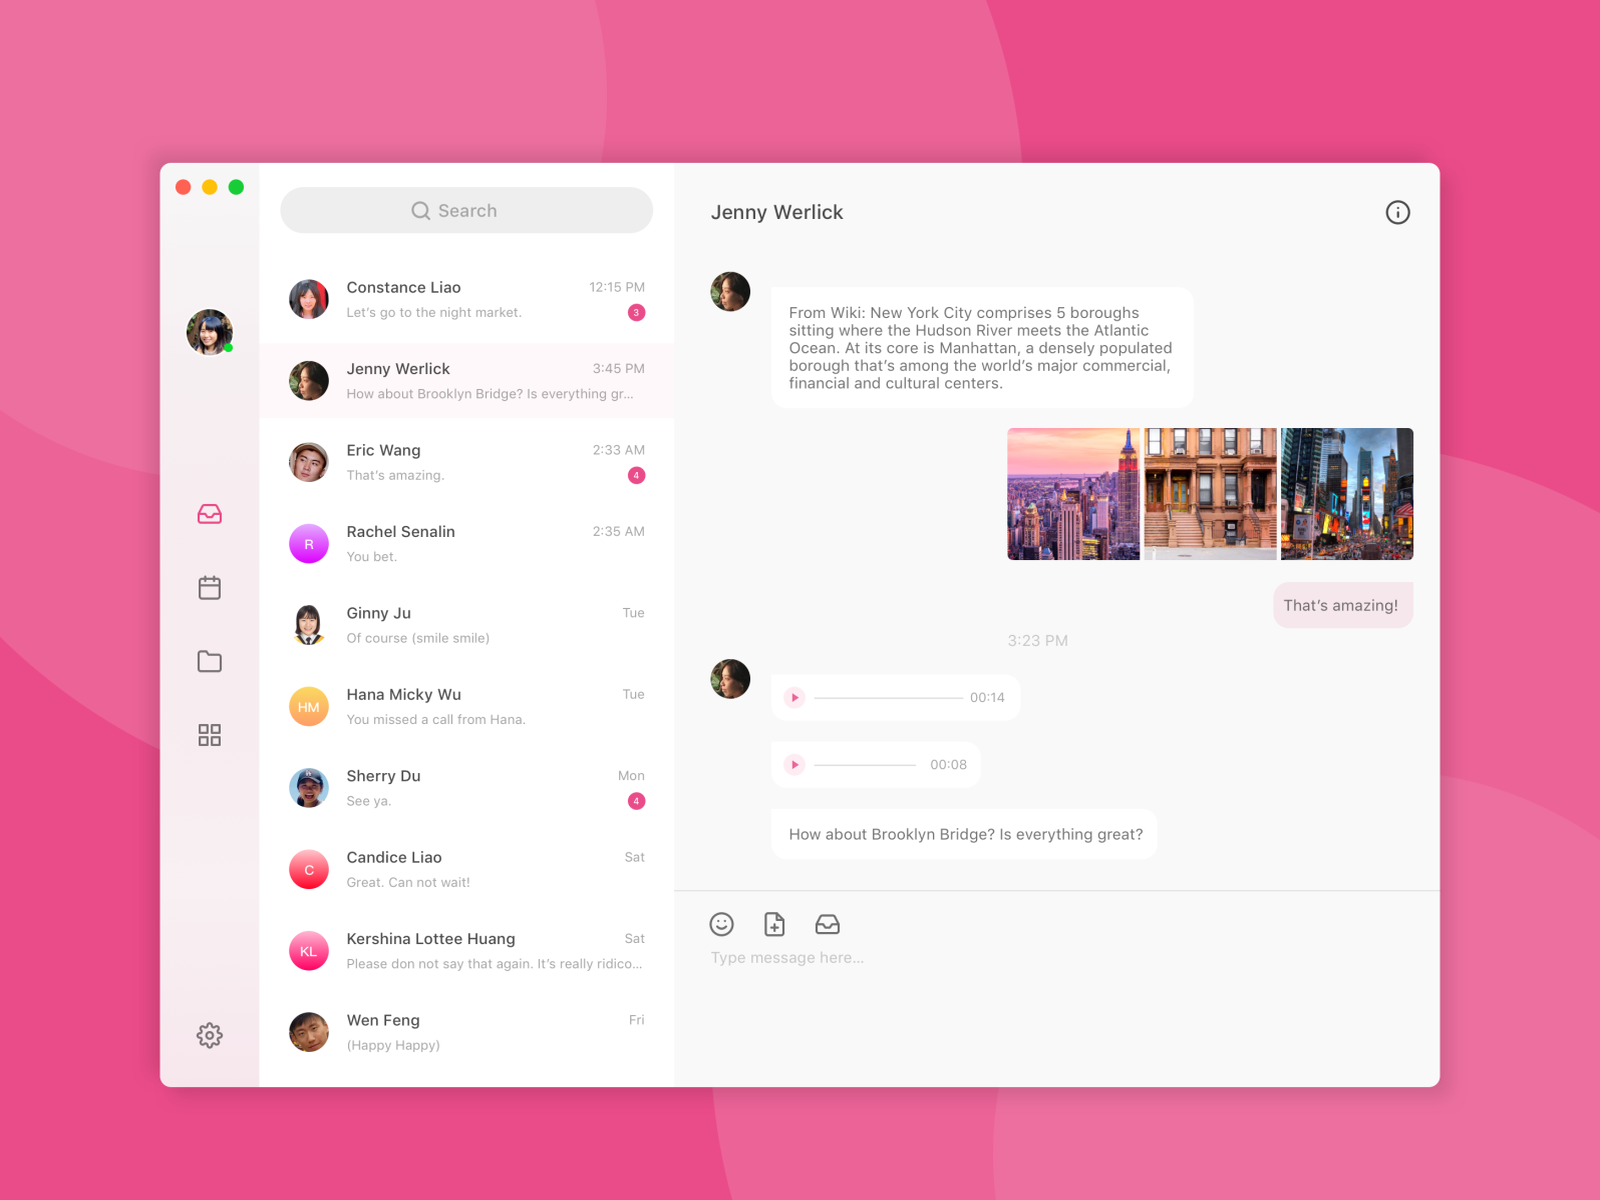 Search
Constance Liao
12:15 PM
Let's go to the night market.
3
Jenny Werlick
3:45 PM
How about Brooklyn Bridge? Is everything gr...
Eric Wang
2:33 AM
That's amazing.
4
R
Rachel Senalin
2:35 AM
You bet.
Ginny Ju
Tue
Of course (smile smile)
HM
Hana Micky Wu
Tue
You missed a call from Hana.
Sherry Du
Mon
See ya.
4
C
Candice Liao
Sat
Great. Can not wait!
KL
Kershina Lottee Huang
Sat
Please don not say that again. It's really ridico...
Wen Feng
Fri
(Happy Happy)
Jenny Werlick
From Wiki: New York City comprises 5 boroughs
sitting where the Hudson River meets the Atlantic
Ocean. At its core is Manhattan, a densely populated
borough that's among the world's major commercial,
financial and cultural centers.
That's amazing!
3:23 PM
00:14
00:08
How about Brooklyn Bridge? Is everything great?
Type message here...